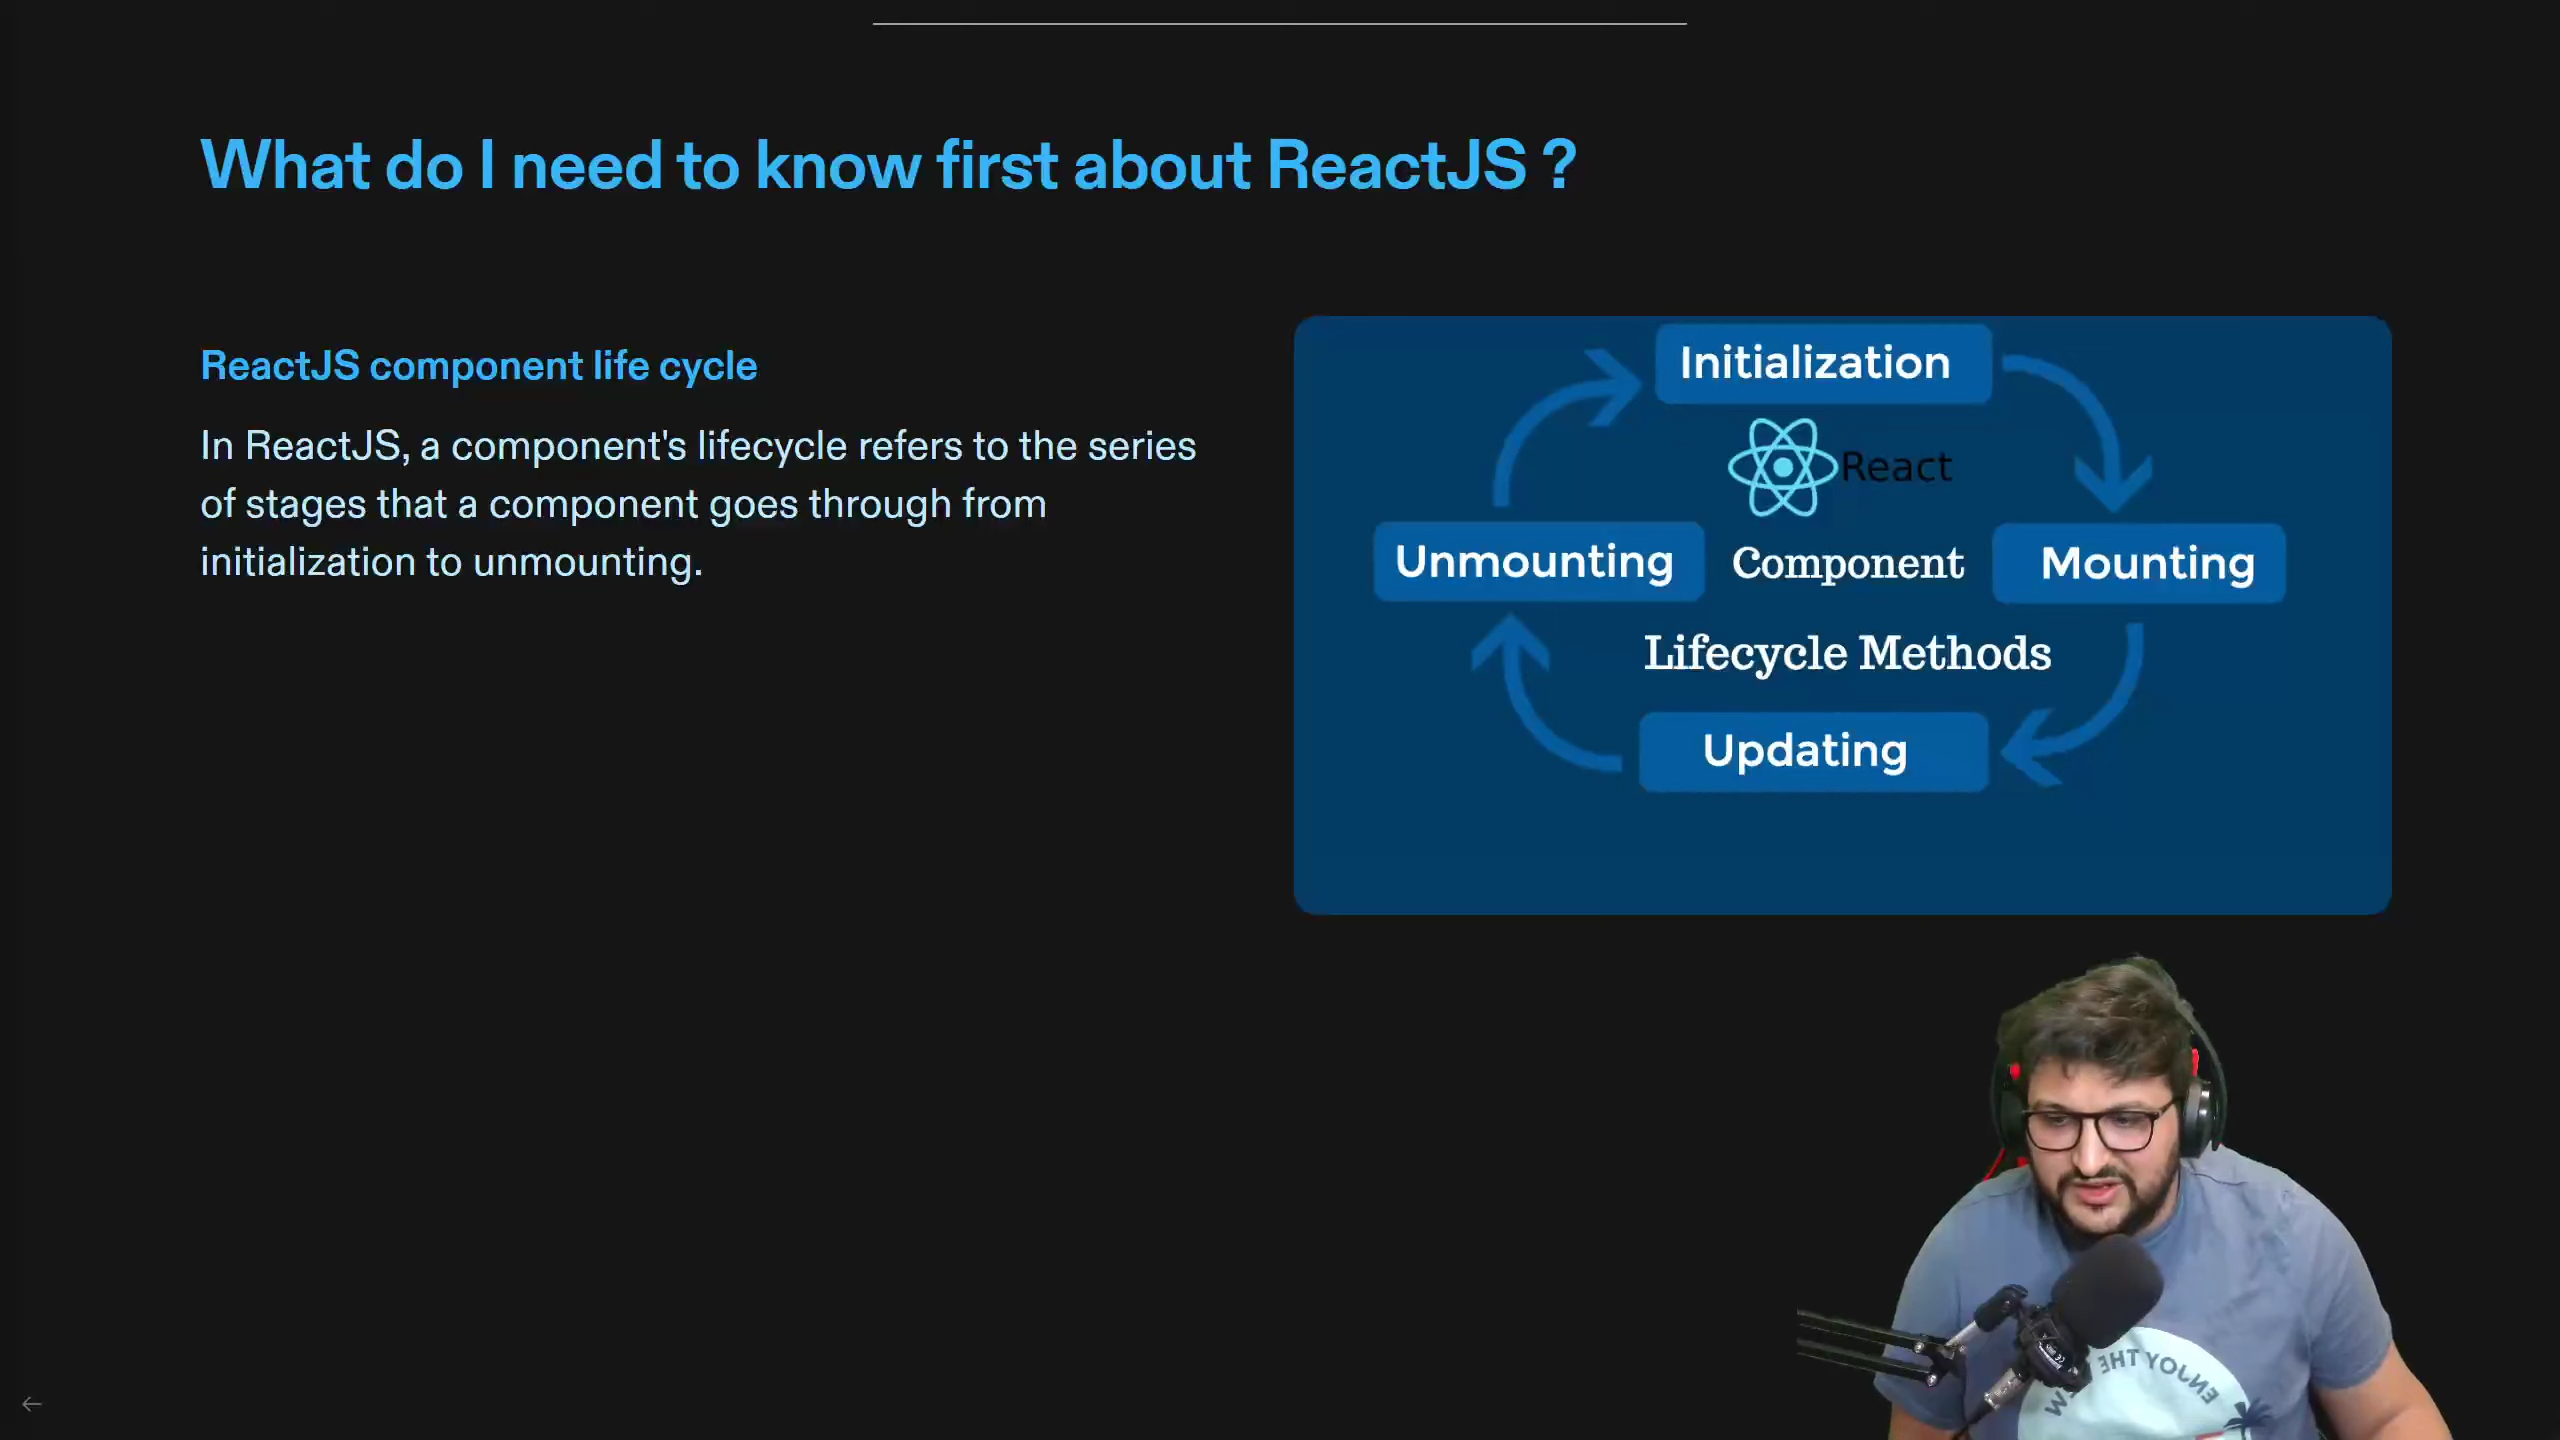 What do I need to know first about ReactJS ?
ReactJS component life cycle
In ReactJS, a component's lifecycle refers to the series
of stages that a component goes through from
initialization to unmounting.
Initialization
React
Unmounting
Component
Mounting
Lifecycle Methods
Updating
ENJOY THE